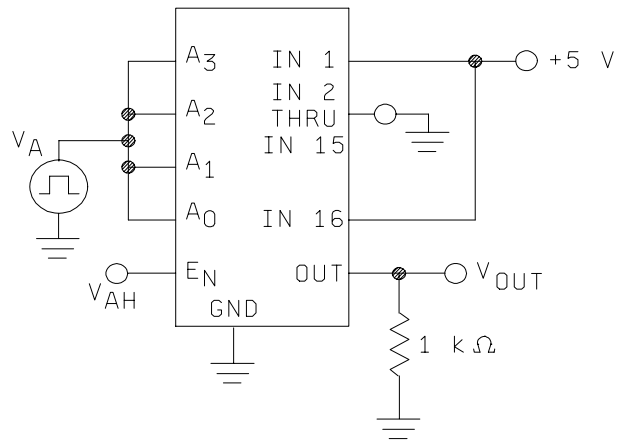 A3
IN 1
+5 V
A2
IN 2
THRU
IN 15
VA
A1
A0
IN 16
EN
OUT
VOUT
VAH
GND
1 kΩ